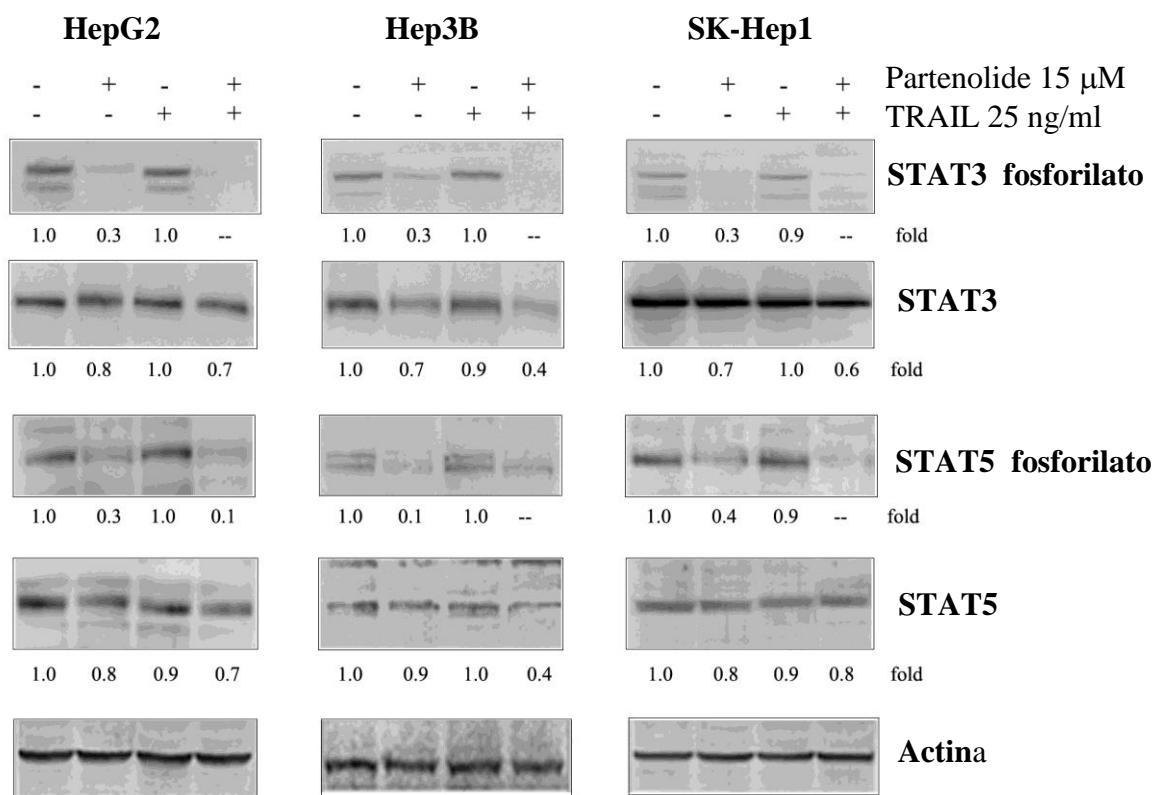 HepG2 Hep3B SK-Hep1
- + - + - + - + - + - + Partenolide 15 μM
- - + + - - + + - - + + TRAIL 25 ng/ml
STAT3 fosforilato
1.0 0.3 1.0 -- 1.0 0.3 1.0 -- 1.0 0.3 0.9 -- fold
STAT3
1.0 0.8 1.0 0.7 1.0 0.7 0.9 0.4 1.0 0.7 1.0 0.6 fold
STAT5 fosforilato
1.0 0.3 1.0 0.1 1.0 0.1 1.0 -- 1.0 0.4 0.9 -- fold
STAT5
1.0 0.8 0.9 0.7 1.0 0.9 1.0 0.4 1.0 0.8 0.9 0.8 fold
Actina